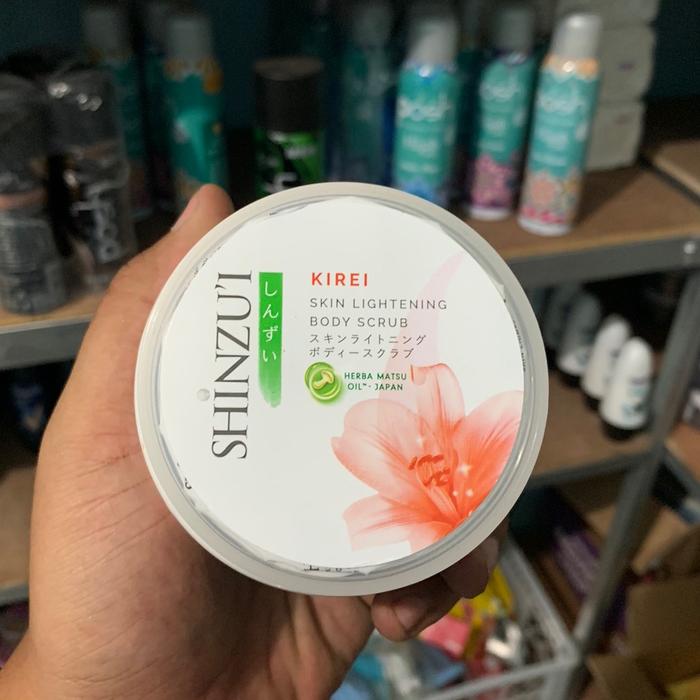 SHINZU'I
しんずい
KIREI
SKIN LIGHTENING
BODY SCRUB
スキンライトニング
ボディースクラブ
HERBA MATSU
OIL™ - JAPAN